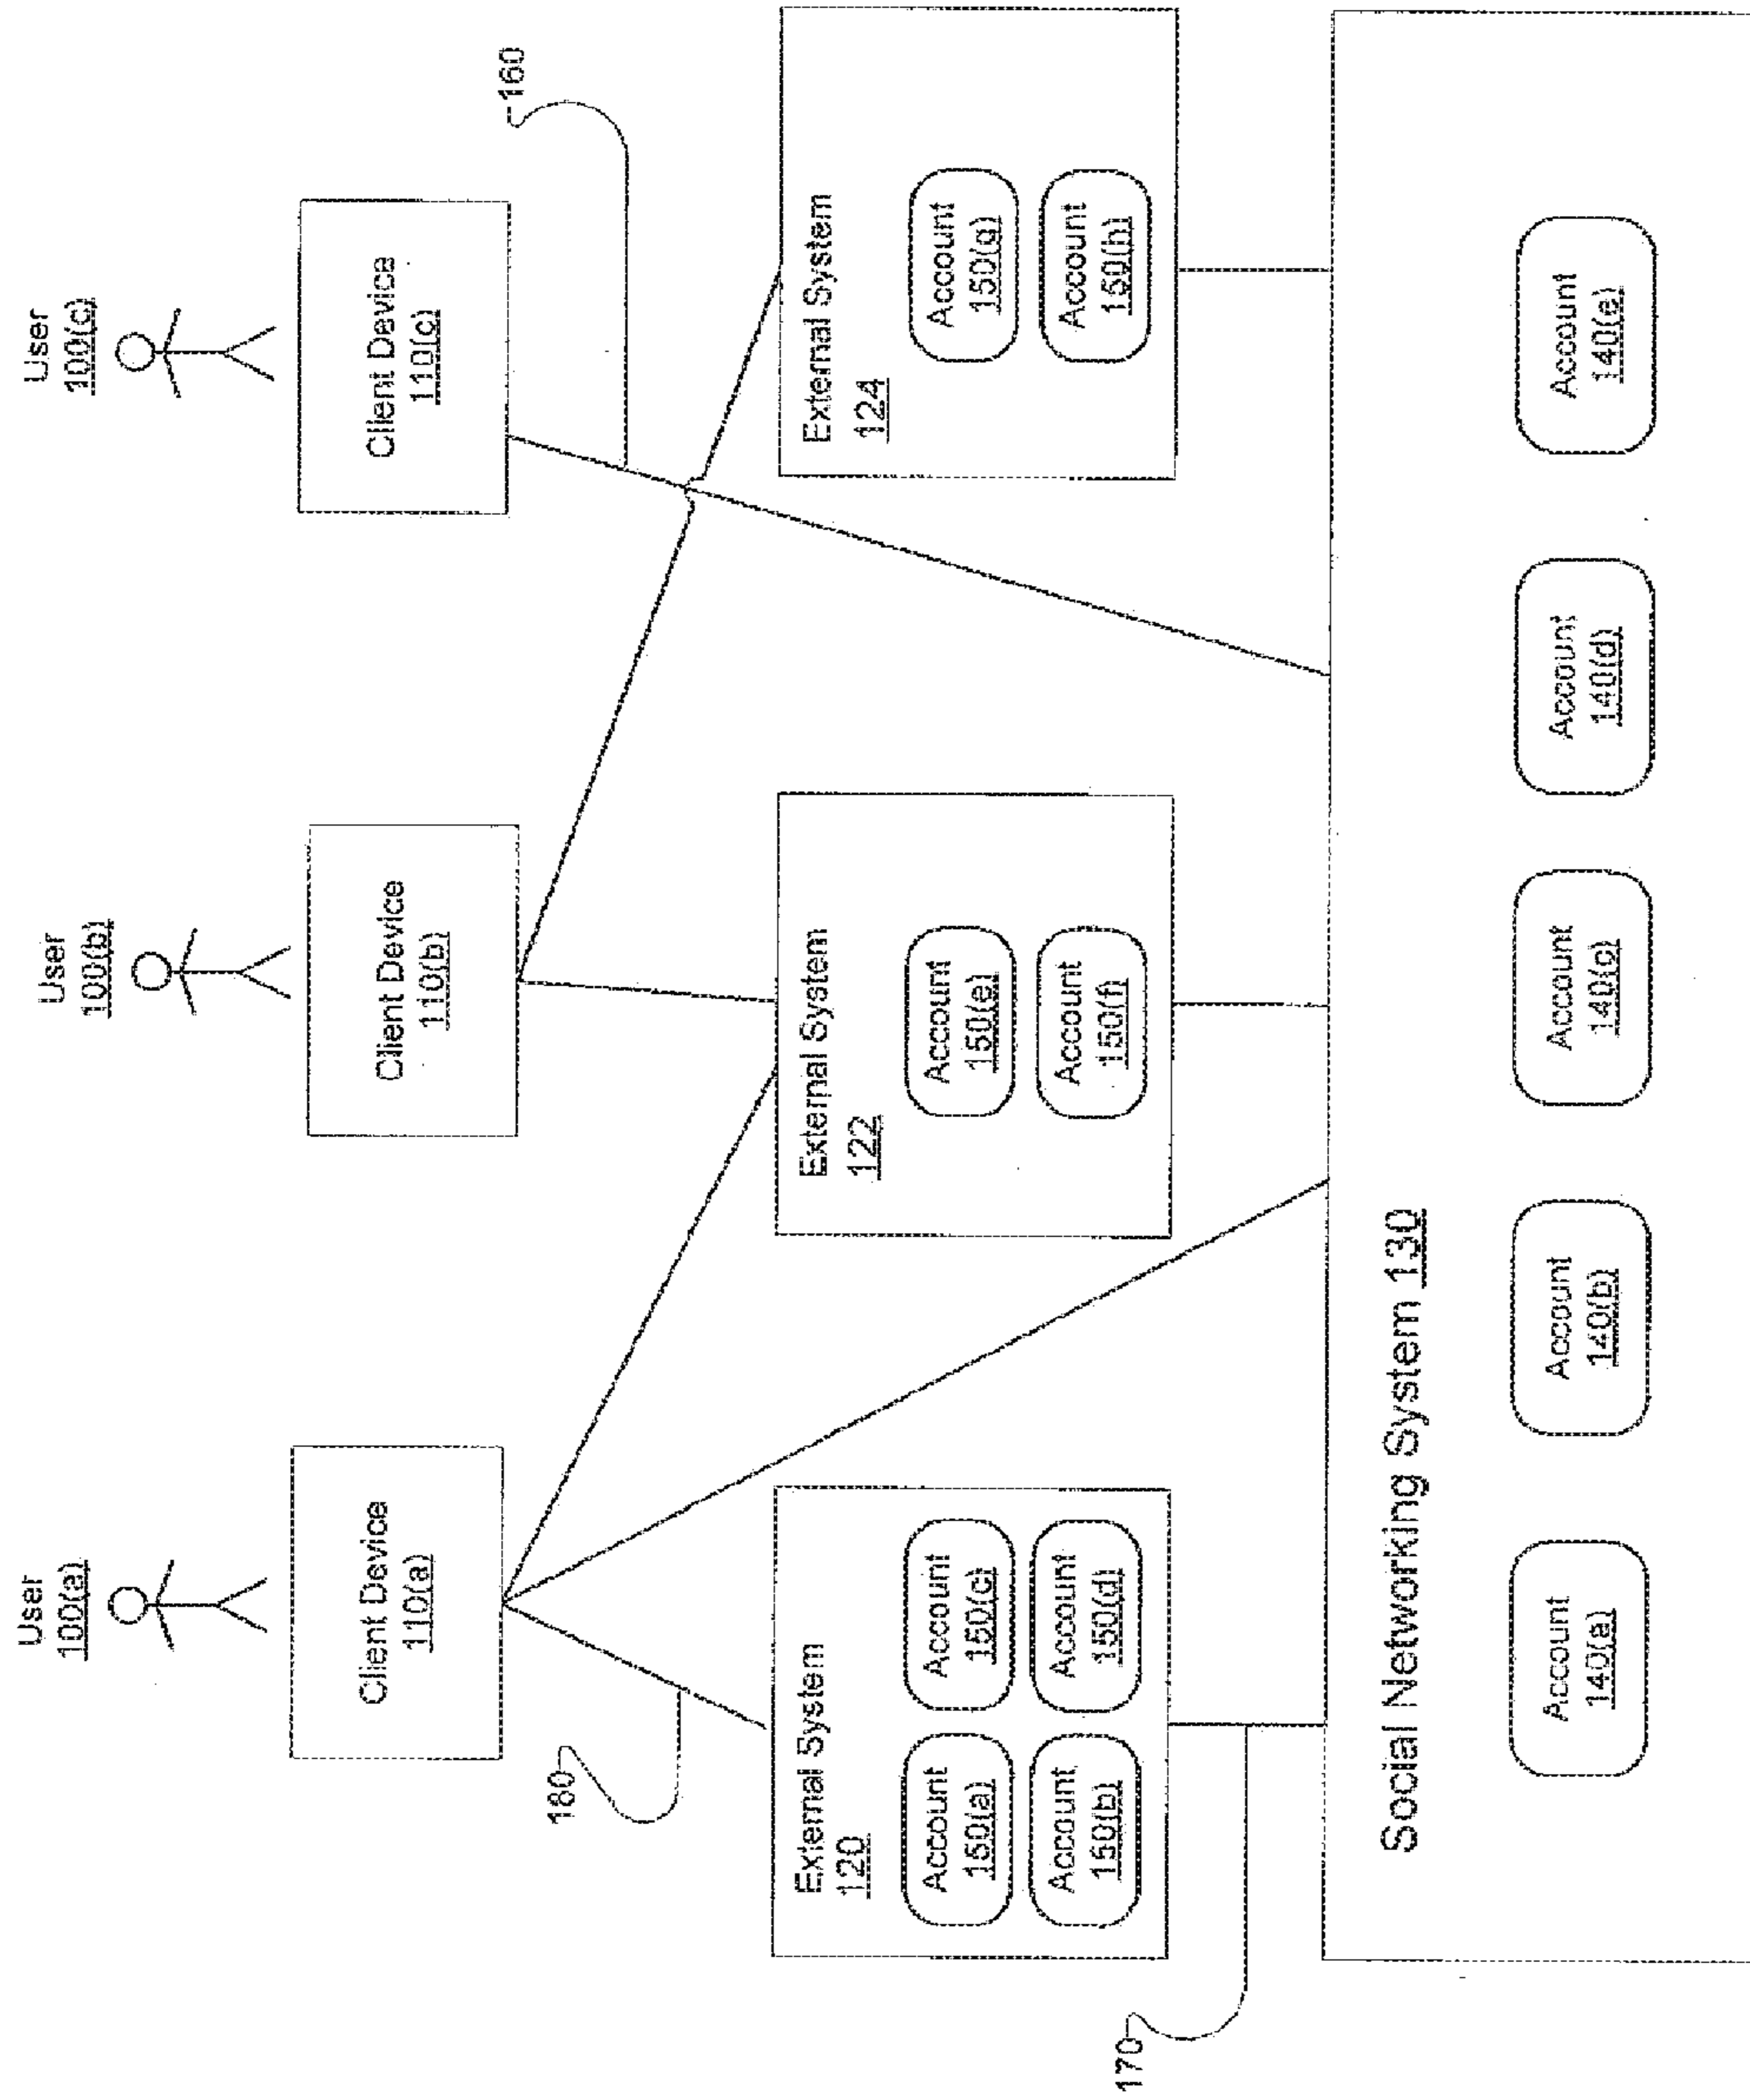 User
100(a)
User
100(b)
User
100(c)
Client Device
110(a)
Client Device
110(b)
Client Device
110(c)
180
160
External System
120
Account
150(a)
Account
150(c)
Account
150(b)
Account
150(d)
External System
122
Account
150(e)
Account
150(f)
External System
124
Account
150(g)
Account
150(h)
170
Social Networking System 130
Account
140(a)
Account
140(b)
Account
140(c)
Account
140(d)
Account
140(e)